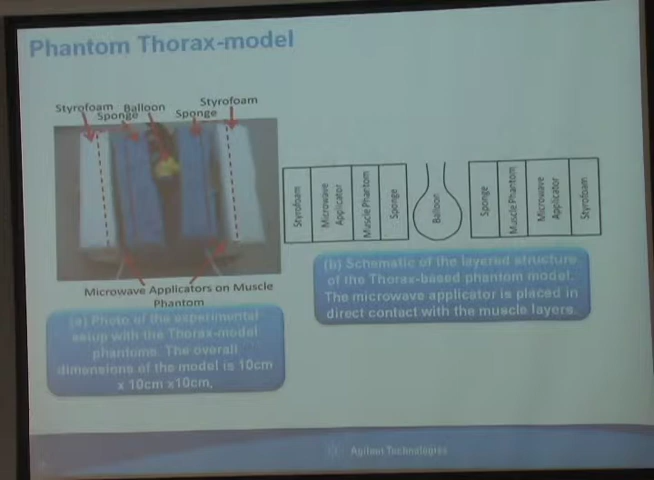 Phantom Thorax-model
Styrofoam
Sponge
Balloon
Sponge
Styrofoam
Microwave Applicators on Muscle
Phantom
(a) Photo of the experimental
setup with the Thorax-model
phantoms. The overall
dimensions of the model is 10cm
x 10cm x10cm,
Styrofoam
Microwave
Applicator
Muscle Phantom
Sponge
Balloon
Sponge
Muscle Phantom
Microwave
Applicator
Styrofoam
(b) Schematic of the layered structure
of the Thorax-based phantom model.
The microwave applicator is placed in
direct contact with the muscle layers.
Agilent Technologies